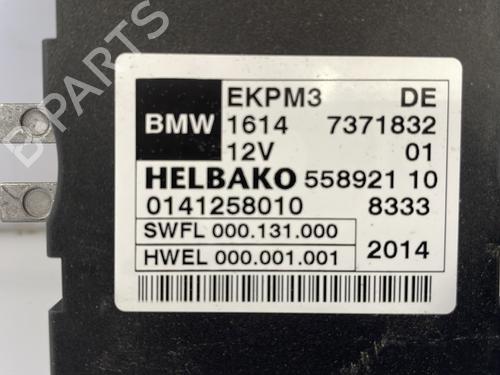 B-PARTS
EKPM3 DE
BMW 1614 7371832
12V 01
HELBAKO 558921 10
0141258010 8333
SWFL 000.131.000
HWEL 000.001.001 2014